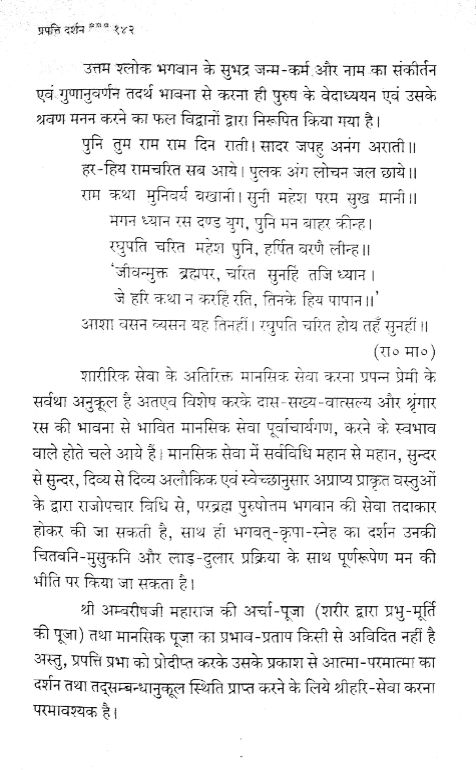 प्रपत्ति दर्शन १४२
उत्तम श्लोक भगवान के सुभद्र जन्म-कर्म और नाम का संकीर्तन
एवं गुणानुवर्णन तदर्थ भावना से करना ही पुरुष के वेदाध्ययन एवं उसके
श्रवण मनन करने का फल विद्वानों द्वारा निरूपित किया गया है।
पुनि तुम राम राम दिन राती। सादर जपहु अनंग अराती॥
हर-हिय रामचरित सब आये। पुलक अंग लोचन जल छाये॥
राम कथा मुनिवर्य बखानी। सुनी महेश परम सुख मानी॥
मगन ध्यान रस दण्ड युग, पुनि मन बाहर कीन्ह।
रघुपति चरित महेश पुनि, हर्षित वरणै लीन्ह॥
'जीवन्मुक्त ब्रह्मपर, चरित सुनहिं तजि ध्यान।
जे हरि कथा न करहिं रति, तिनके हिय पापान॥'
आशा वसन व्यसन यह तिनहीं। रघुपति चरित होय तहँ सुनहीं॥
(रा० मा०)
शारीरिक सेवा के अतिरिक्त मानसिक सेवा करना प्रपन्न प्रेमी के
सर्वथा अनुकूल है अतएव विशेष करके दास-सख्य-वात्सल्य और श्रृंगार
रस की भावना से भावित मानसिक सेवा पूर्वाचार्यगण, करने के स्वभाव
वाले होते चले आये हैं। मानसिक सेवा में सर्वविधि महान से महान, सुन्दर
से सुन्दर, दिव्य से दिव्य अलौकिक एवं स्वेच्छानुसार अप्राप्य प्राकृत वस्तुओं
के द्वारा राजोपचार विधि से, परब्रह्म पुरुषोत्तम भगवान की सेवा तदाकार
होकर की जा सकती है, साथ ही भगवत्-कृपा-स्नेह का दर्शन उनकी
चितवनि-मुसुकनि और लाड़-दुलार प्रक्रिया के साथ पूर्णरूपेण मन की
भीति पर किया जा सकता है।
श्री अम्बरीषजी महाराज की अर्चा-पूजा (शरीर द्वारा प्रभु-मूर्ति
की पूजा) तथा मानसिक पूजा का प्रभाव-प्रताप किसी से अविदित नहीं है
अस्तु, प्रपत्ति प्रभा को प्रोदीप्त करके उसके प्रकाश से आत्मा-परमात्मा का
दर्शन तथा तद्सम्बन्धानुकूल स्थिति प्राप्त करने के लिये श्रीहरि-सेवा करना
परमावश्यक है।